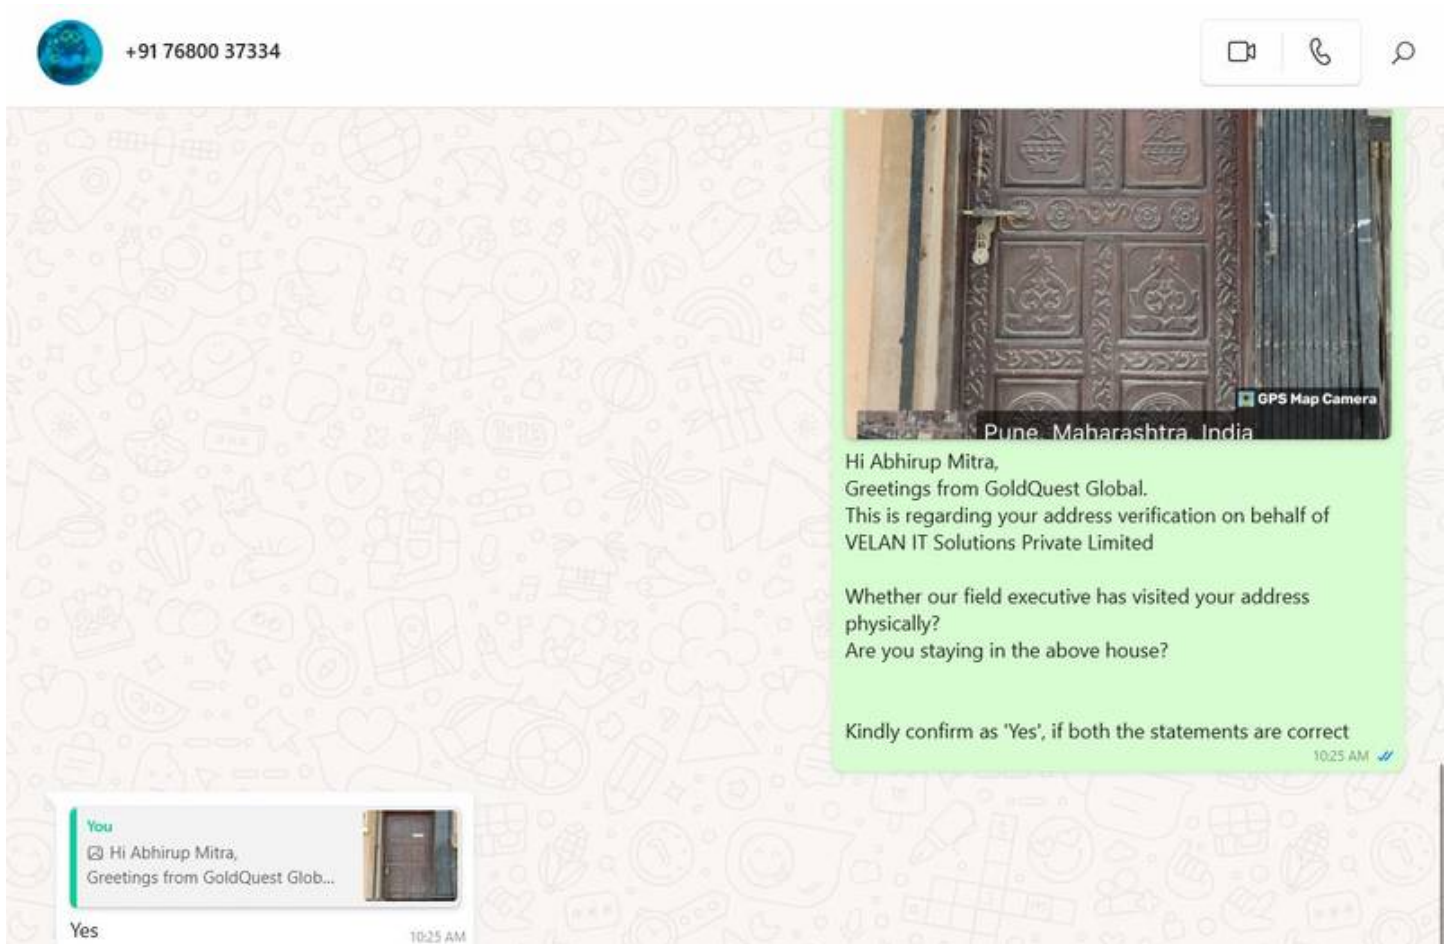 +91 76800 37334
GPS Map Camera
Pune, Maharashtra, India
Hi Abhirup Mitra,
Greetings from GoldQuest Global.
This is regarding your address verification on behalf of
VELAN IT Solutions Private Limited
Whether our field executive has visited your address
physically?
Are you staying in the above house?
Kindly confirm as 'Yes', if both the statements are correct
10:25 AM
You
Hi Abhirup Mitra,
Greetings from GoldQuest Glob...
Yes
10:25 AM